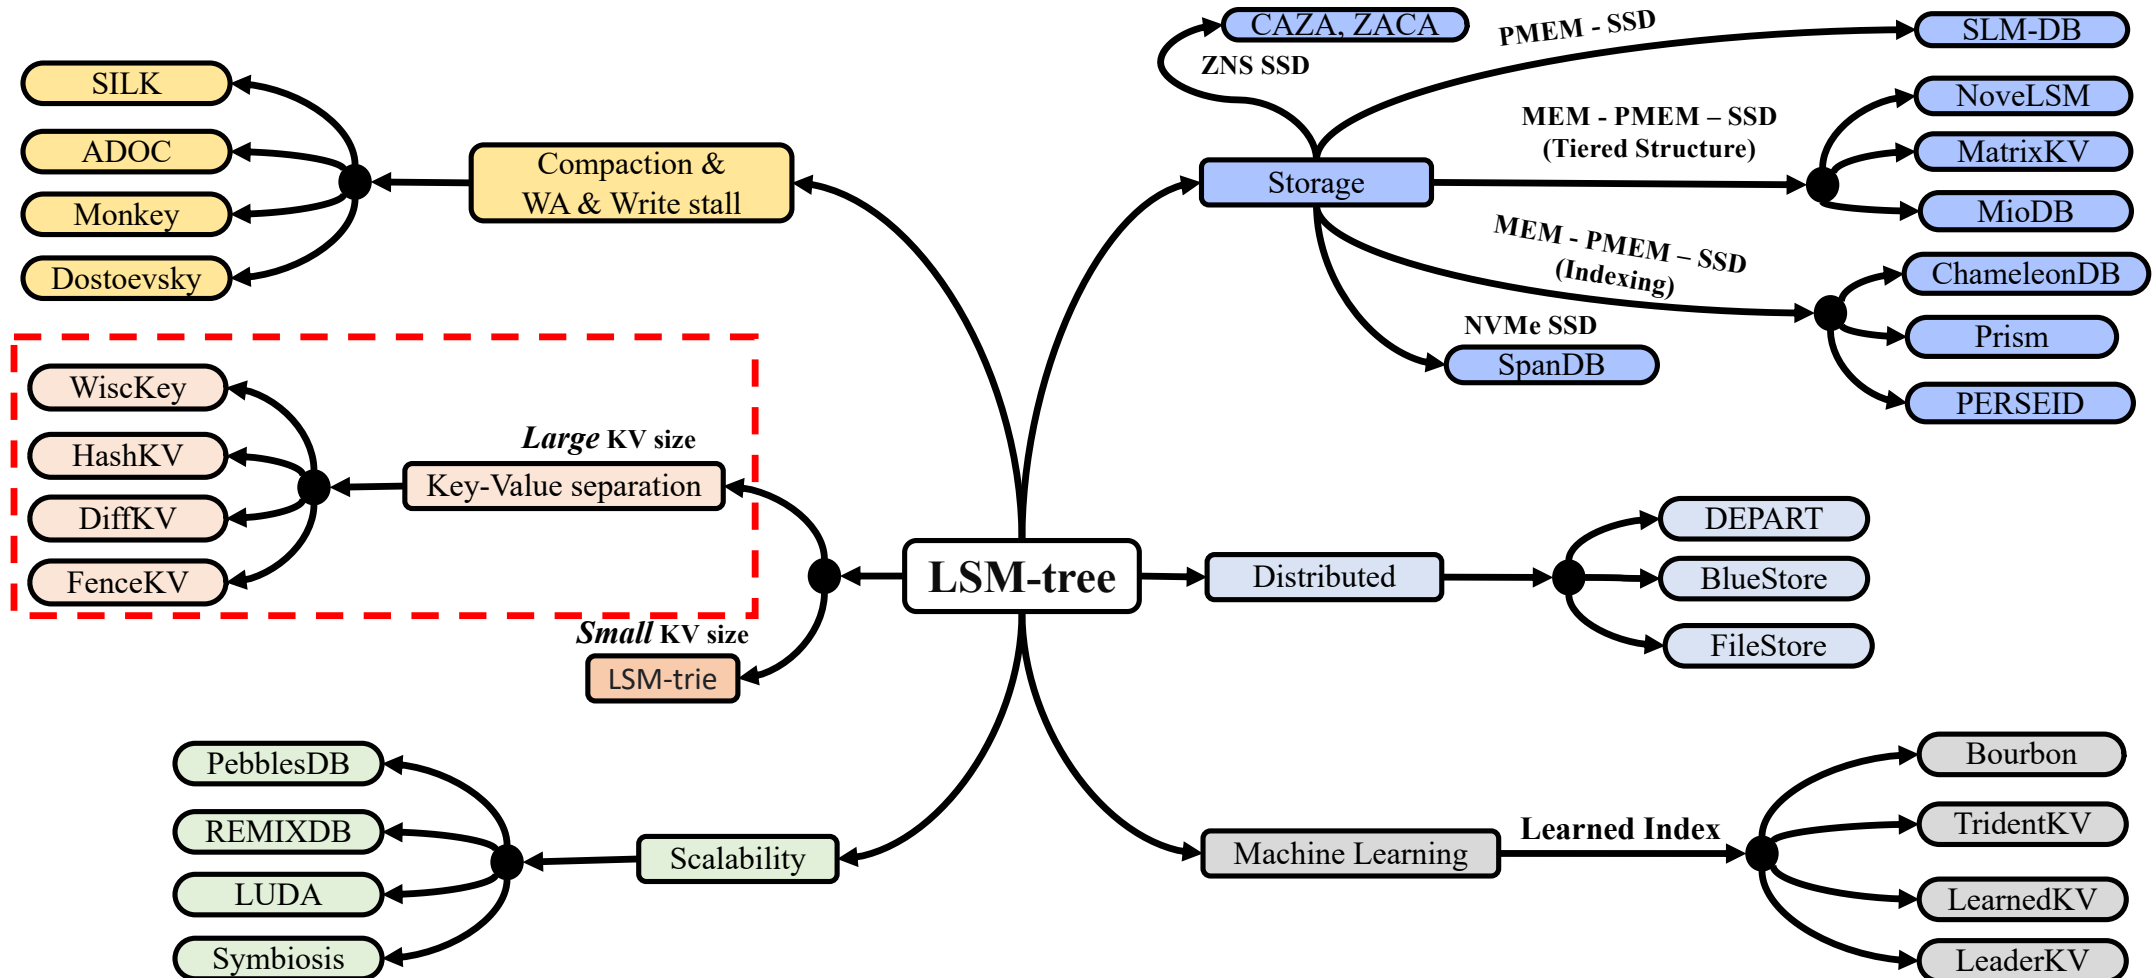 SILK
ADOC
Monkey
Dostoevsky
Compaction &
WA & Write stall
WiscKey
HashKV
DiffKV
FenceKV
Large KV size
Key-Value separation
Small KV size
LSM-trie
PebblesDB
REMIXDB
LUDA
Symbiosis
Scalability
LSM-tree
CAZA, ZACA
ZNS SSD
PMEM - SSD
SLM-DB
Storage
MEM - PMEM – SSD
(Tiered Structure)
NoveLSM
MatrixKV
MioDB
MEM - PMEM – SSD
(Indexing)
ChameleonDB
Prism
PERSEID
NVMe SSD
SpanDB
Distributed
DEPART
BlueStore
FileStore
Machine Learning
Learned Index
Bourbon
TridentKV
LearnedKV
LeaderKV